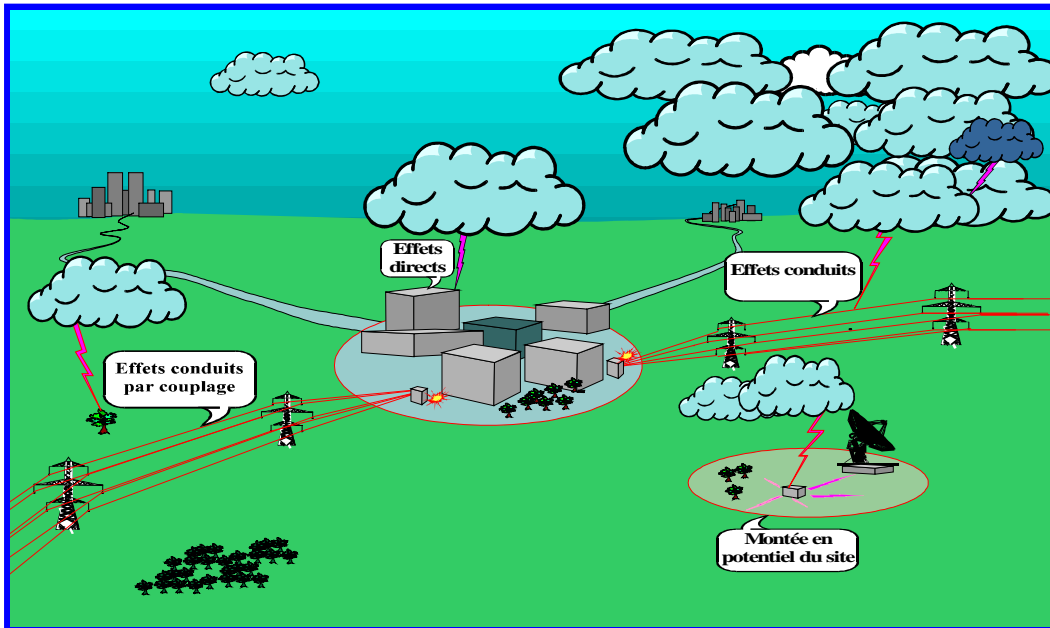 Effets
directs
Effets conduits
Effets conduits
par couplage
Montée en
potentiel du site